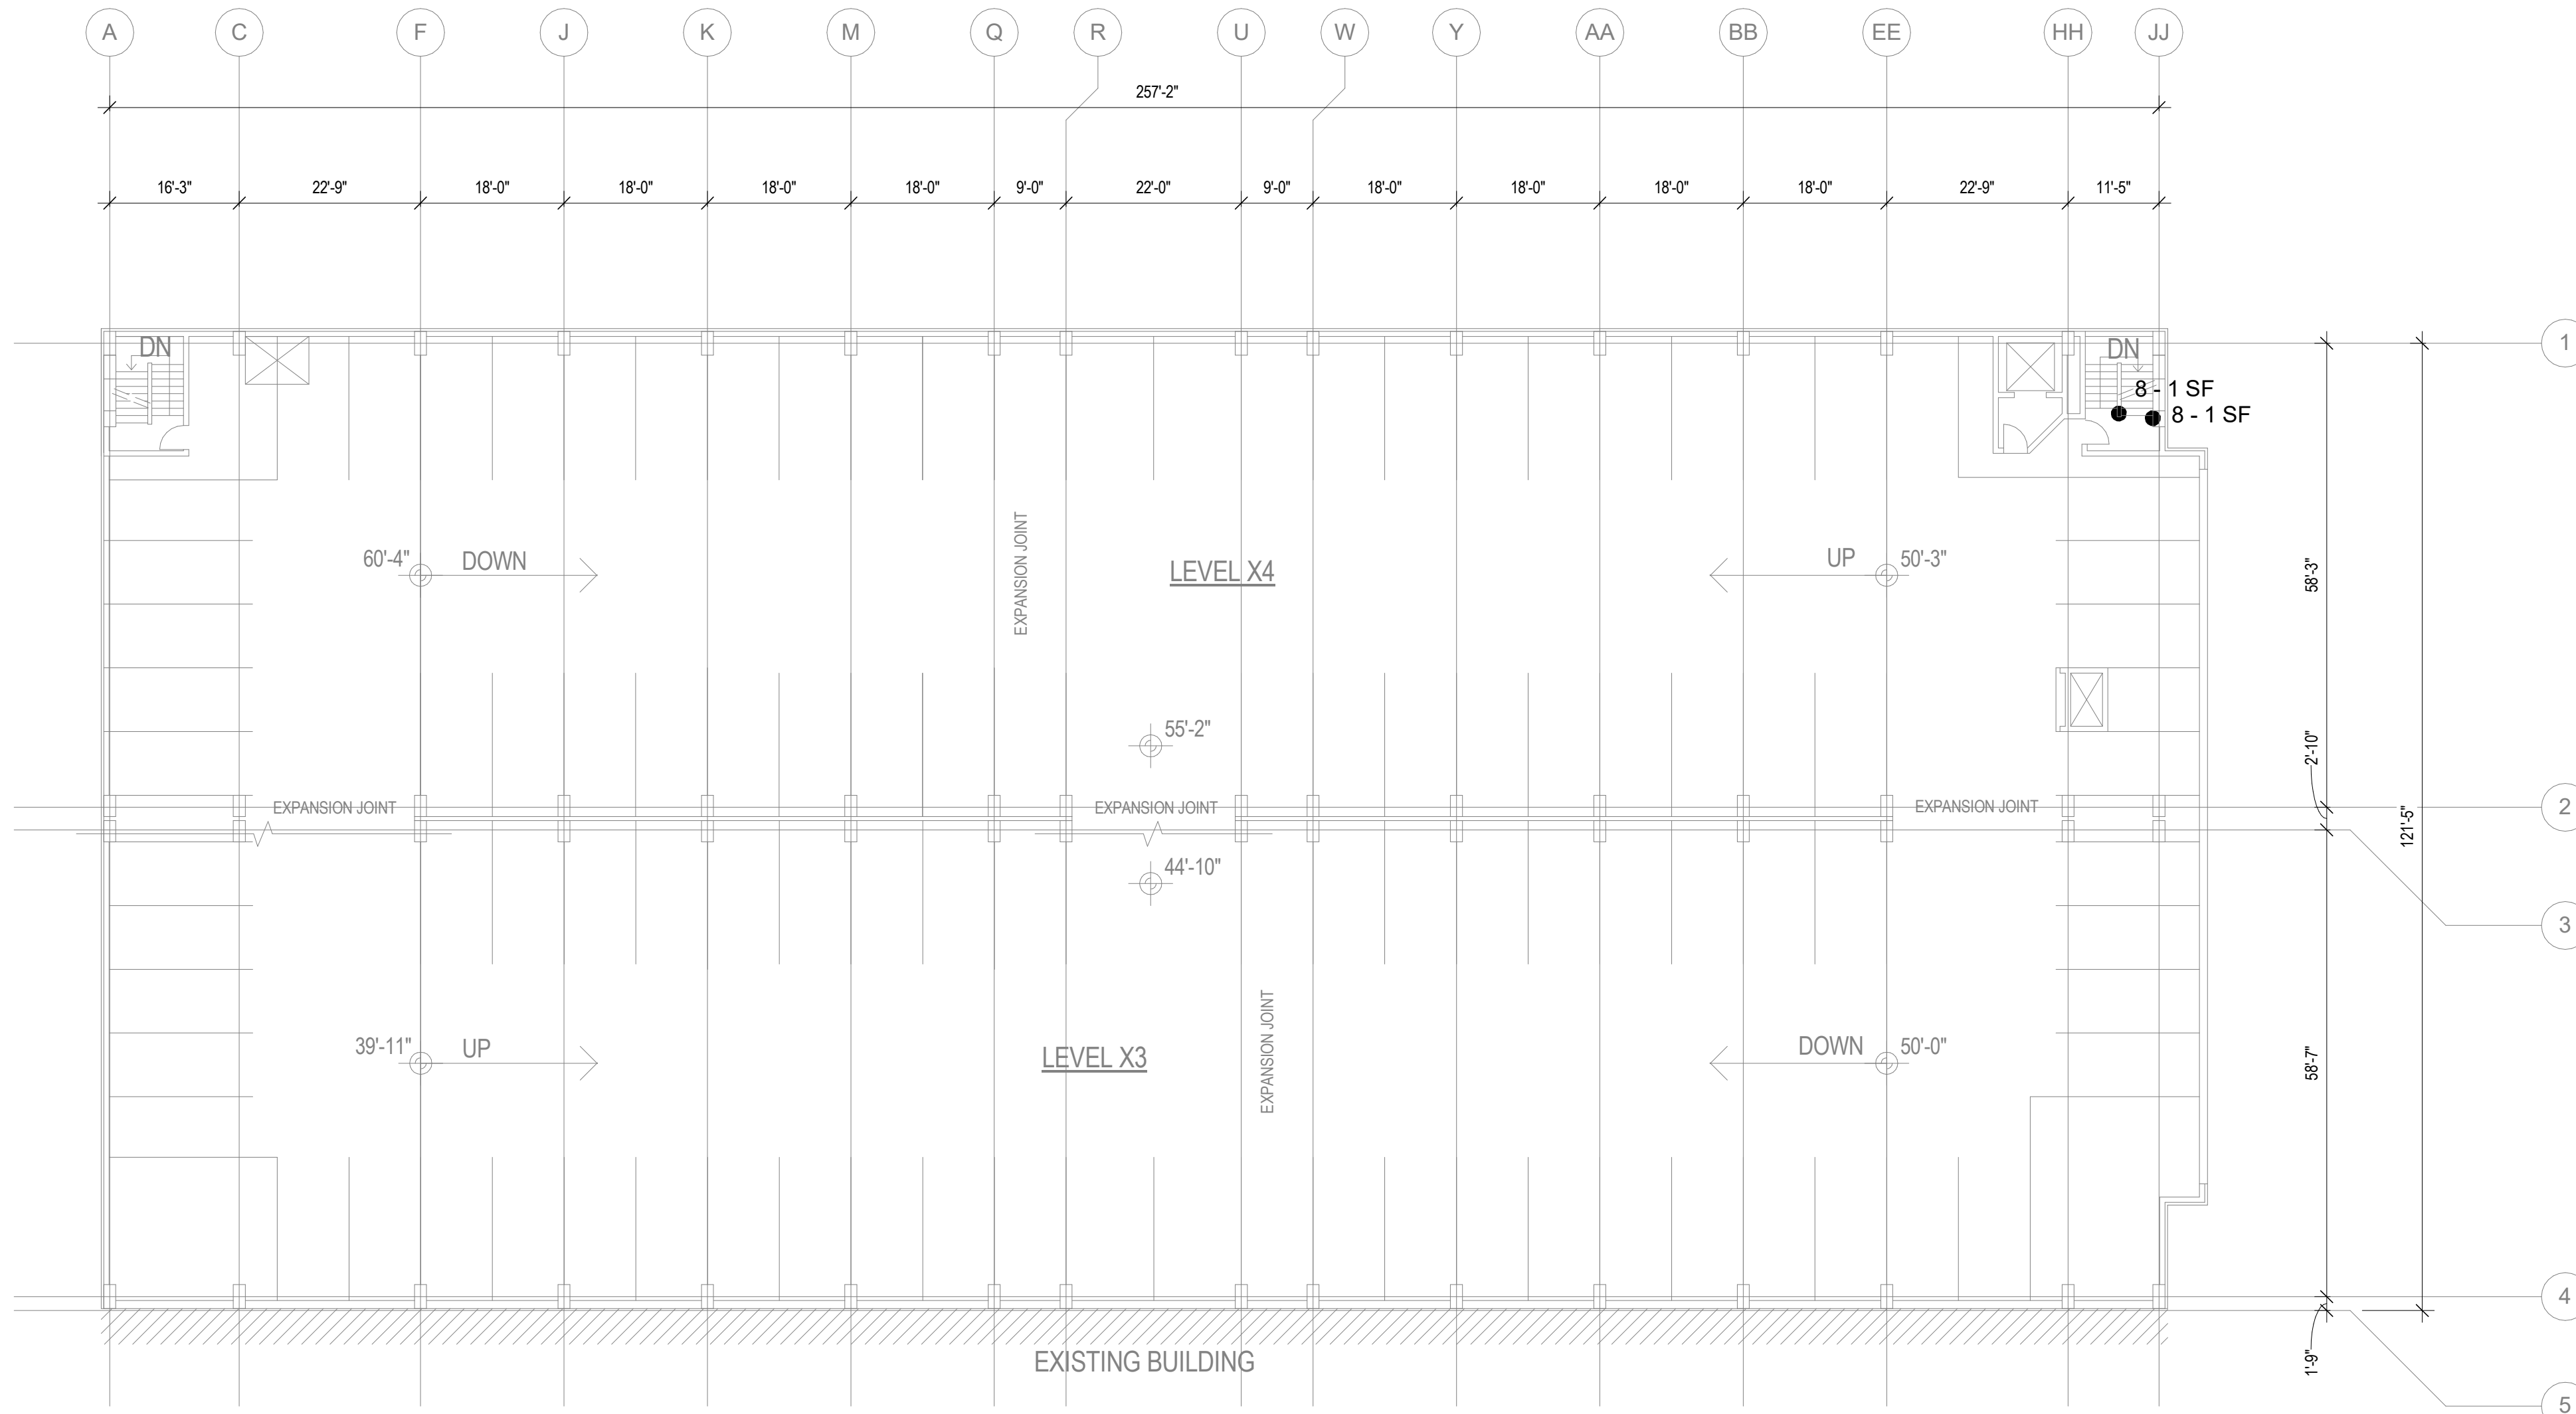 A C F J K M Q R U W Y AA BB EE HH JJ
257'-2"
16'-3" 22'-9" 18'-0" 18'-0" 18'-0" 18'-0" 9'-0" 22'-0" 9'-0" 18'-0" 18'-0" 18'-0" 18'-0" 22'-9" 11'-5"
1
DN
DN
8 - 1 SF
8 - 1 SF
EXPANSION JOINT
60'-4"
DOWN
LEVEL X4
UP
50'-3"
58'-3"
55'-2"
2'-10"
EXPANSION JOINT
EXPANSION JOINT
EXPANSION JOINT
2
121'-5"
44'-10"
3
39'-11"
UP
LEVEL X3
EXPANSION JOINT
DOWN
50'-0"
58'-7"
4
EXISTING BUILDING
1'-9"
5